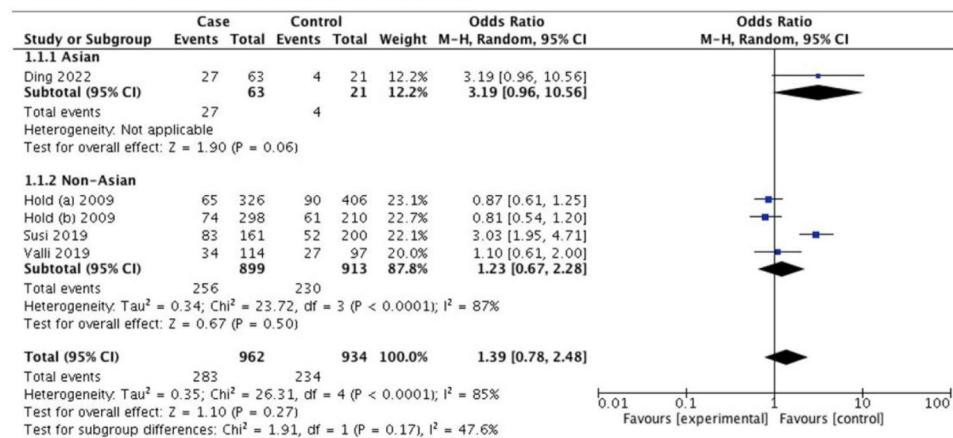 Case Control Odds Ratio Odds Ratio
Study or Subgroup Events Total Events Total Weight M-H, Random, 95% CI M-H, Random, 95% CI
1.1.1 Asian
Ding 2022 27 63 4 21 12.2% 3.19 [0.96, 10.56]
Subtotal (95% CI) 63 21 12.2% 3.19 [0.96, 10.56]
Total events 27 4
Heterogeneity: Not applicable
Test for overall effect: Z = 1.90 (P = 0.06)
1.1.2 Non-Asian
Hold (a) 2009 65 326 90 406 23.1% 0.87 [0.61, 1.25]
Hold (b) 2009 74 298 61 210 22.7% 0.81 [0.54, 1.20]
Susi 2019 83 161 52 200 22.1% 3.03 [1.95, 4.71]
Valli 2019 34 114 27 97 20.0% 1.10 [0.61, 2.00]
Subtotal (95% CI) 899 913 87.8% 1.23 [0.67, 2.28]
Total events 256 230
Heterogeneity: Tau² = 0.34; Chi² = 23.72, df = 3 (P < 0.0001); I² = 87%
Test for overall effect: Z = 0.67 (P = 0.50)
Total (95% CI) 962 934 100.0% 1.39 [0.78, 2.48]
Total events 283 234
Heterogeneity: Tau² = 0.35; Chi² = 26.31, df = 4 (P < 0.0001); I² = 85%
Test for overall effect: Z = 1.10 (P = 0.27)
Test for subgroup differences: Chi² = 1.91, df = 1 (P = 0.17), I² = 47.6%
0.01 0.1 1 10 100
Favours [experimental] Favours [control]